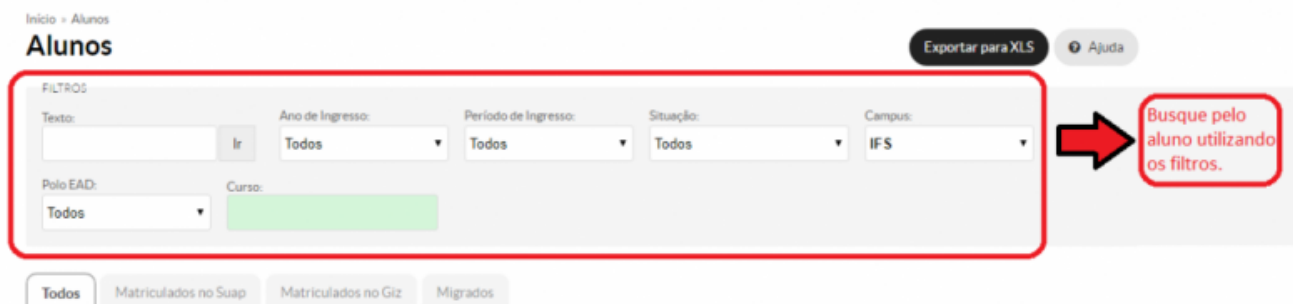 Início » Alunos
Alunos
Exportar para XLS
Ajuda
FILTROS
Texto:
Ano de Ingresso:
Período de Ingresso:
Situação:
Campus:
Ir
Todos
Todos
Todos
IFS
Polo EAD:
Curso:
Todos
Busque pelo
aluno utilizando
os filtros.
Todos
Matriculados no Suap
Matriculados no Giz
Migrados